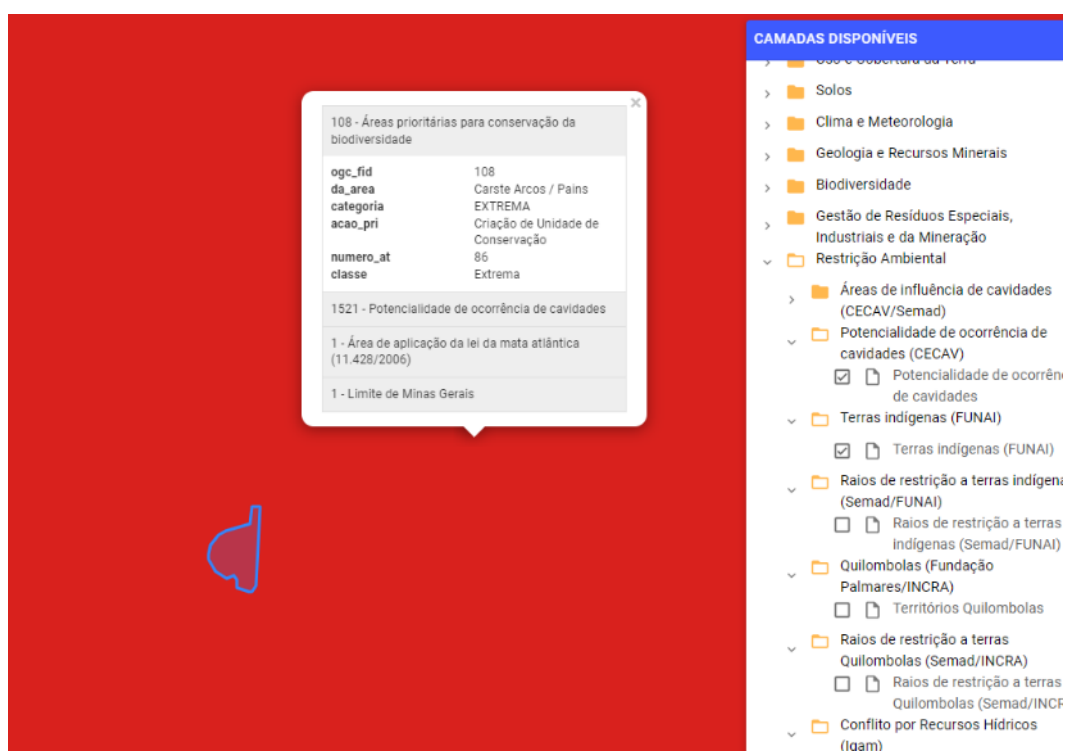 108 - Áreas prioritárias para conservação da
biodiversidade
ogc_fid 108
da_area Carste Arcos / Pains
categoria EXTREMA
acao_pri Criação de Unidade de
Conservação
numero_at 86
classe Extrema
1521 - Potencialidade de ocorrência de cavidades
1 - Área de aplicação da lei da mata atlântica
(11.428/2006)
1 - Limite de Minas Gerais
CAMADAS DISPONÍVEIS
Uso e Cobertura da Terra
Solos
Clima e Meteorologia
Geologia e Recursos Minerais
Biodiversidade
Gestão de Resíduos Especiais,
Industriais e da Mineração
Restrição Ambiental
Áreas de influência de cavidades
(CECAV/Semad)
Potencialidade de ocorrência de
cavidades (CECAV)
Potencialidade de ocorrên
de cavidades
Terras indígenas (FUNAI)
Terras indígenas (FUNAI)
Raios de restrição a terras indígena
(Semad/FUNAI)
Raios de restrição a terras
indígenas (Semad/FUNAI)
Quilombolas (Fundação
Palmares/INCRA)
Territórios Quilombolas
Raios de restrição a terras
Quilombolas (Semad/INCRA)
Raios de restrição a terras
Quilombolas (Semad/INCR
Conflito por Recursos Hídricos
(Igam)